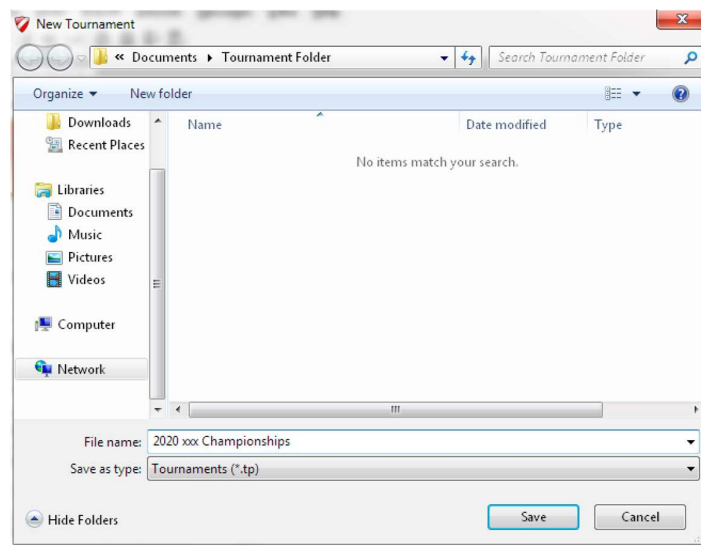 New Tournament
« Documents Tournament Folder
Search Tournament Folder
Organize
New folder
Name
Date modified
Type
No items match your search.
Downloads
Recent Places
Libraries
Documents
Music
Pictures
Videos
Computer
Network
File name: 2020 xxx Championships
Save as type: Tournaments (*.tp)
Hide Folders
Save
Cancel